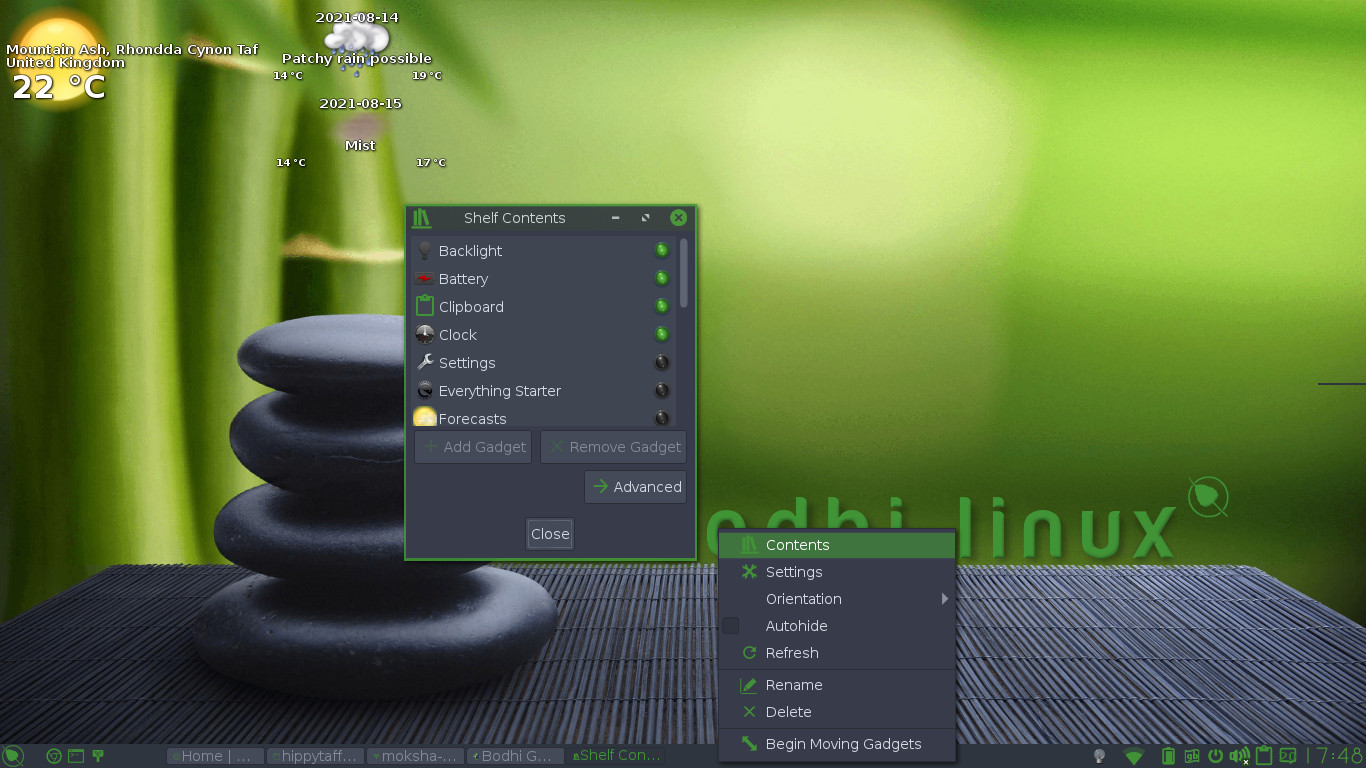 2021-08-14
Mountain Ash, Rhondda Cynon Taf
United Kingdom
22 °C
Patchy rain possible
14 °C 19 °C
2021-08-15
Mist
14 °C 17 °C
Shelf Contents
Backlight
Battery
Clipboard
Clock
Settings
Everything Starter
Forecasts
Add Gadget Remove Gadget
Advanced
Close
odhi linux
Contents
Settings
Orientation
Autohide
Refresh
Rename
Delete
Begin Moving Gadgets
Home | ... hippytaff... moksha-... Bodhi G... Shelf Con...
gb
7:48